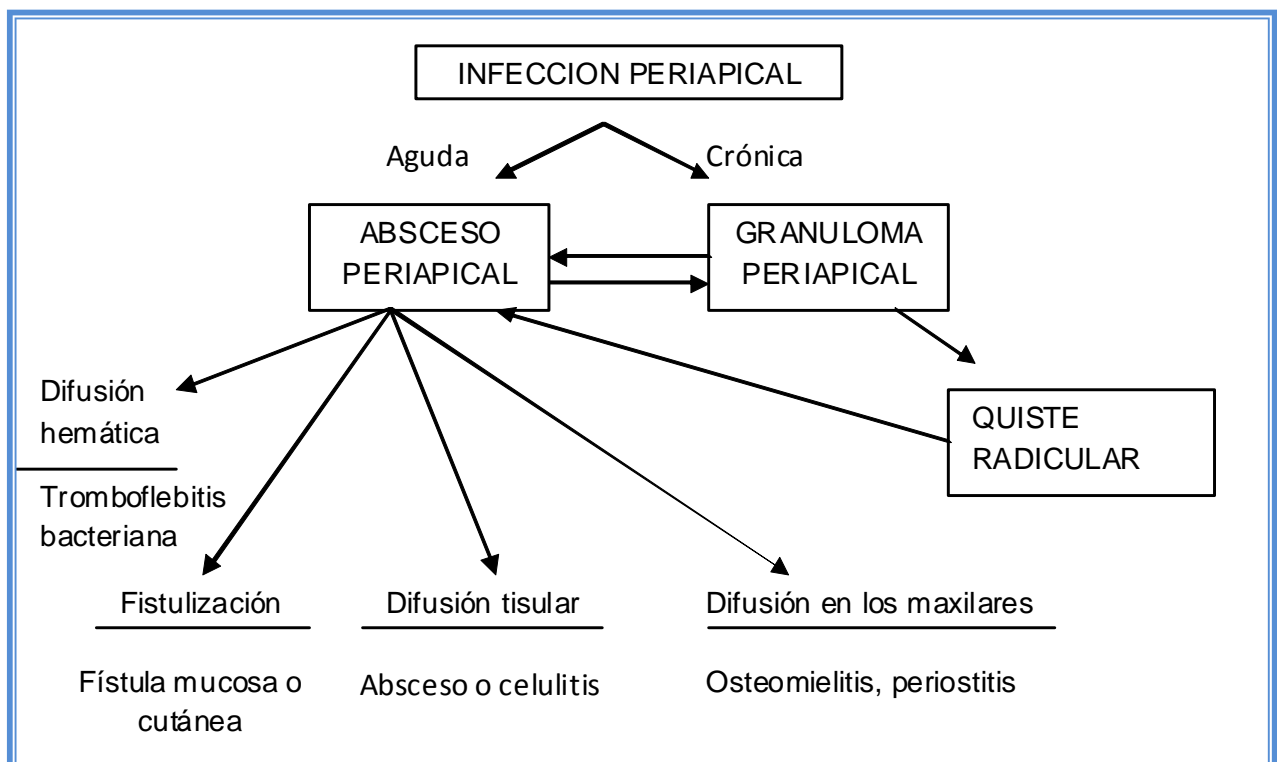 INFECCION PERIAPICAL
Aguda
Crónica
ABSCESO
PERIAPICAL
GRANULOMA
PERIAPICAL
QUISTE
RADICULAR
Difusión
hemática
Tromboflebitis
bacteriana
Fistulización
Fístula mucosa o
cutánea
Difusión tisular
Absceso o celulitis
Difusión en los maxilares
Osteomielitis, periostitis